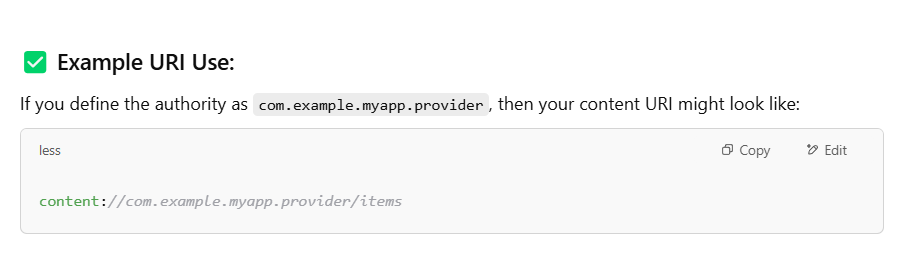 ✅ Example URI Use:
If you define the authority as com.example.myapp.provider, then your content URI might look like:
less Copy Edit
content://com.example.myapp.provider/items